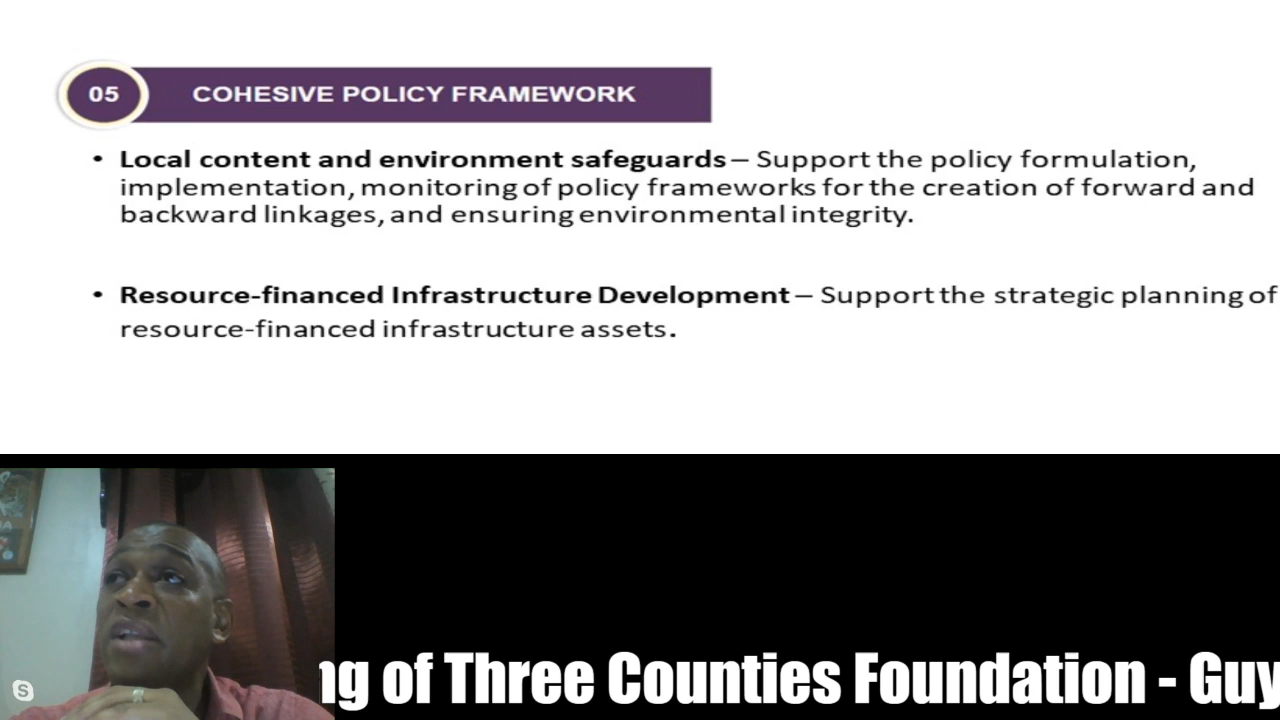 05 COHESIVE POLICY FRAMEWORK
• Local content and environment safeguards – Support the policy formulation,
implementation, monitoring of policy frameworks for the creation of forward and
backward linkages, and ensuring environmental integrity.
• Resource-financed Infrastructure Development – Support the strategic planning of
resource-financed infrastructure assets.
ng of Three Counties Foundation - Guy